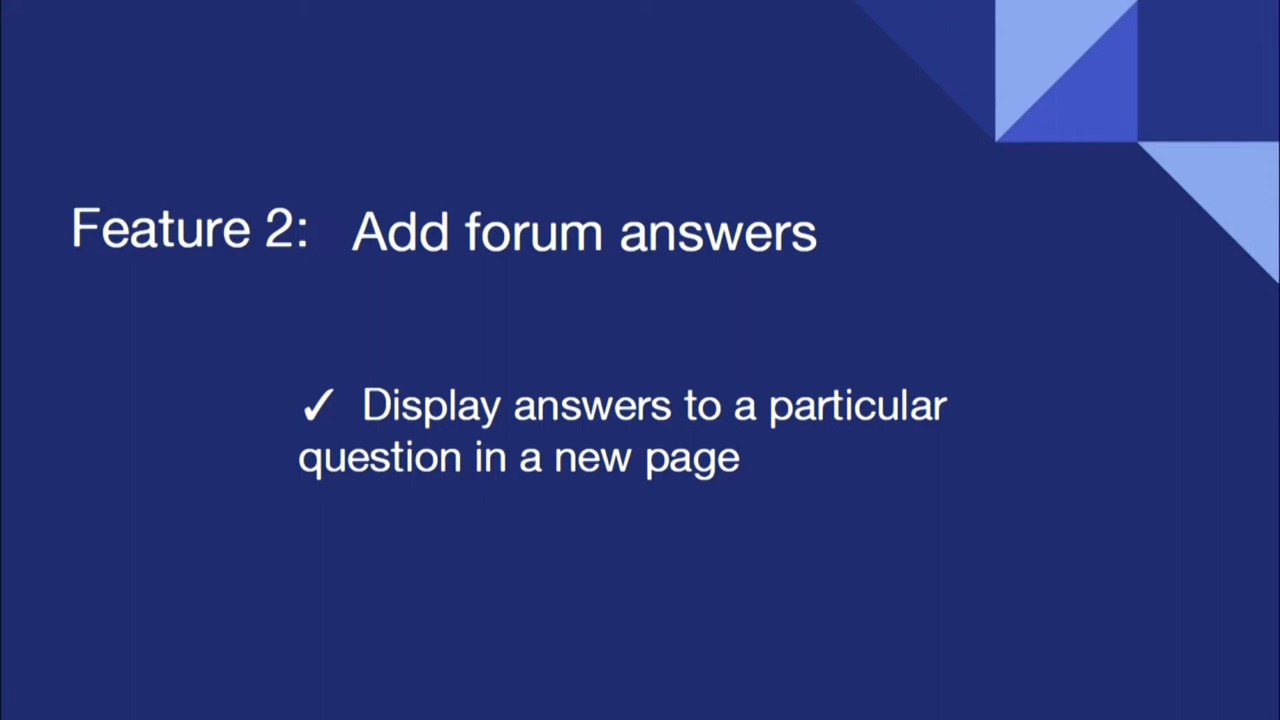 Feature 2: Add forum answers
✓ Display answers to a particular
question in a new page